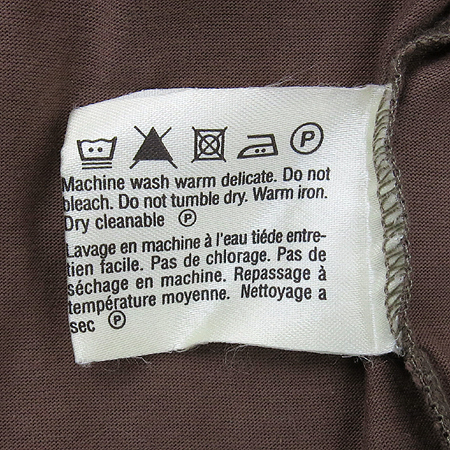 P
Machine wash warm delicate. Do not
bleach. Do not tumble dry. Warm iron.
Dry cleanable Ⓟ
Lavage en machine à l'eau tiéde entre-
tien facile. Pas de chlorage. Pas de
séchage en machine. Repassage à
température moyenne. Nettoyage a
sec Ⓟ